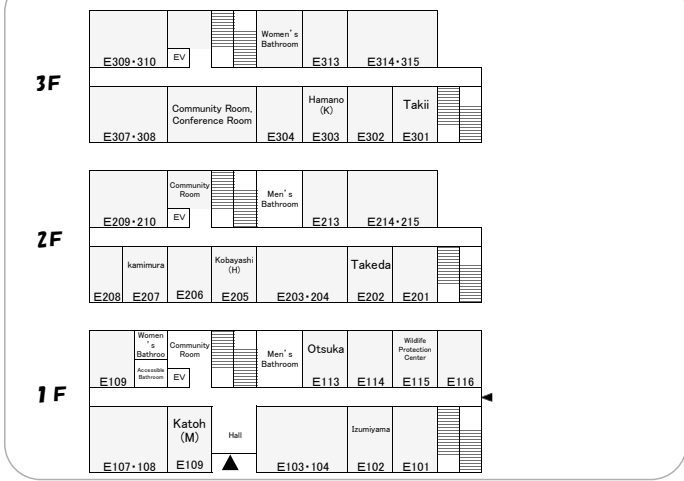 3F
Women's
Bathroom
E309・310
EV
E313
E314・315
E307・308
Community Room,
Conference Room
E304
Hamano
(K)
E303
E302
Takii
E301
2F
Community
Room
Men's
Bathroom
E209・210
EV
E213
E214・215
E208
kamimura
E207
E206
Kobayashi
(H)
E205
E203・204
Takeda
E202
E201
1F
E109
Women
's
Bathroo
Accessible
Bathroom
Community
Room
EV
Men's
Bathroom
Otsuka
E113
E114
Wildlife
Protection
Center
E115
E116
E107・108
Katoh
(M)
E109
Hall
E103・104
Izumiyama
E102
E101